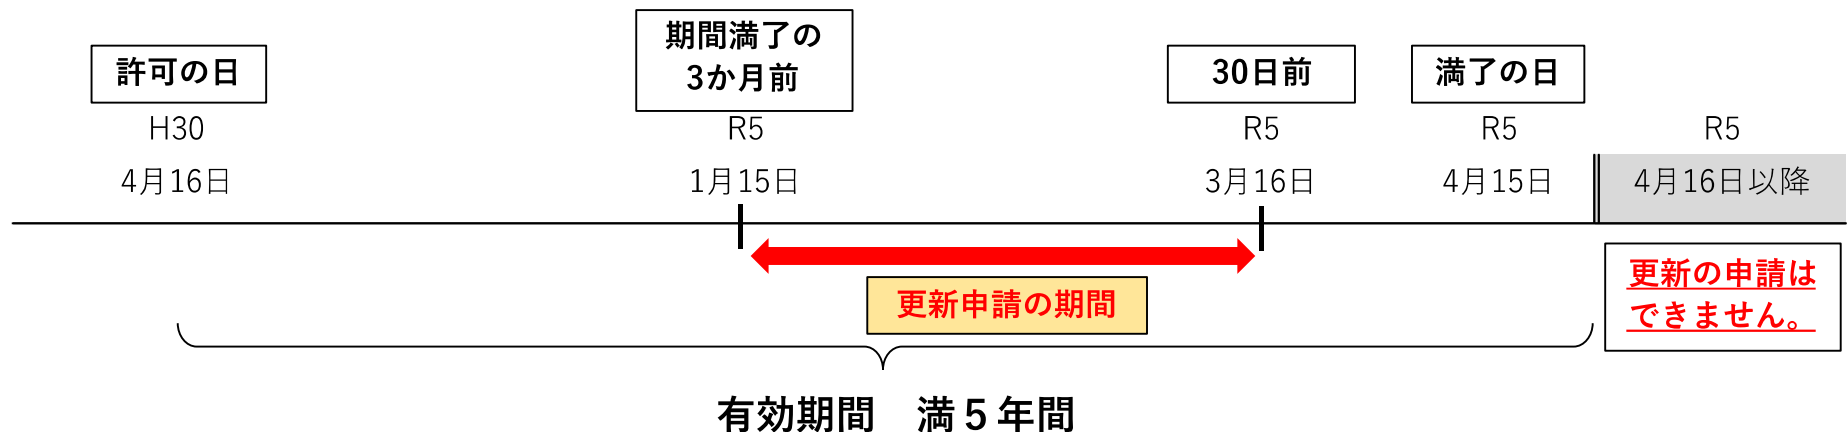 許可の日
H30
4月16日
期間満了の
3か月前
R5
1月15日
30日前
R5
3月16日
満了の日
R5
4月15日
R5
4月16日以降
更新申請の期間
更新の申請は
できません。
有効期間　満５年間